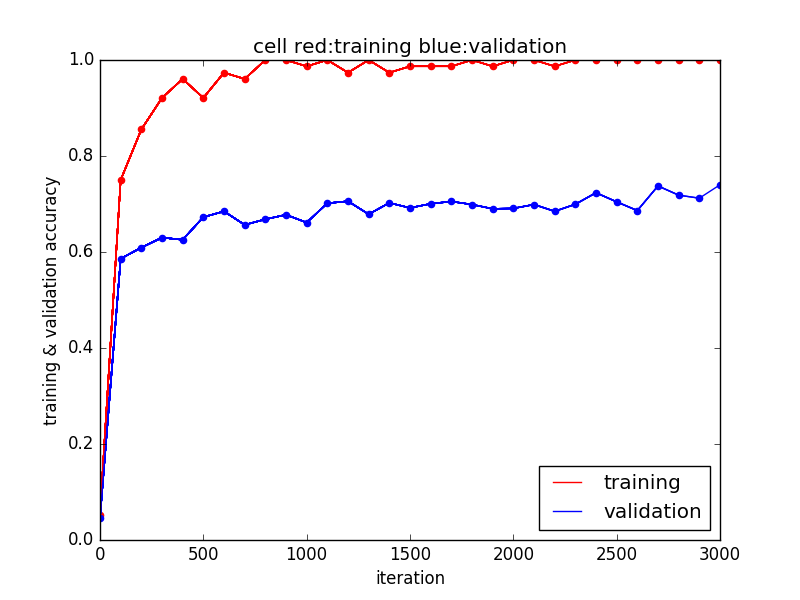 cell red:training blue:validation
1.0
0.8
0.6
0.4
0.2
0.0
training & validation accuracy
training
validation
0 500 1000 1500 2000 2500 3000
iteration